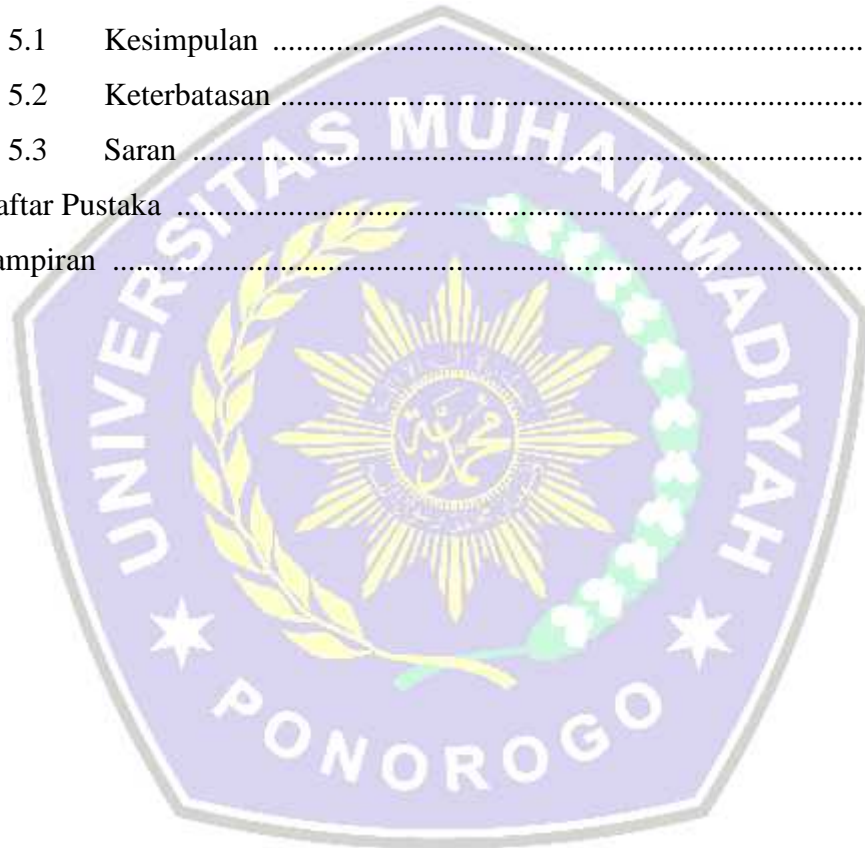 5.1 Kesimpulan ..........................................................................
5.2 Keterbatasan .........................................................................
5.3 Saran ....................................................................................
aftar Pustaka ......................................................................................
ampiran ..............................................................................................
UNIVERSITAS MUHAMMADIYAH
PONOROGO